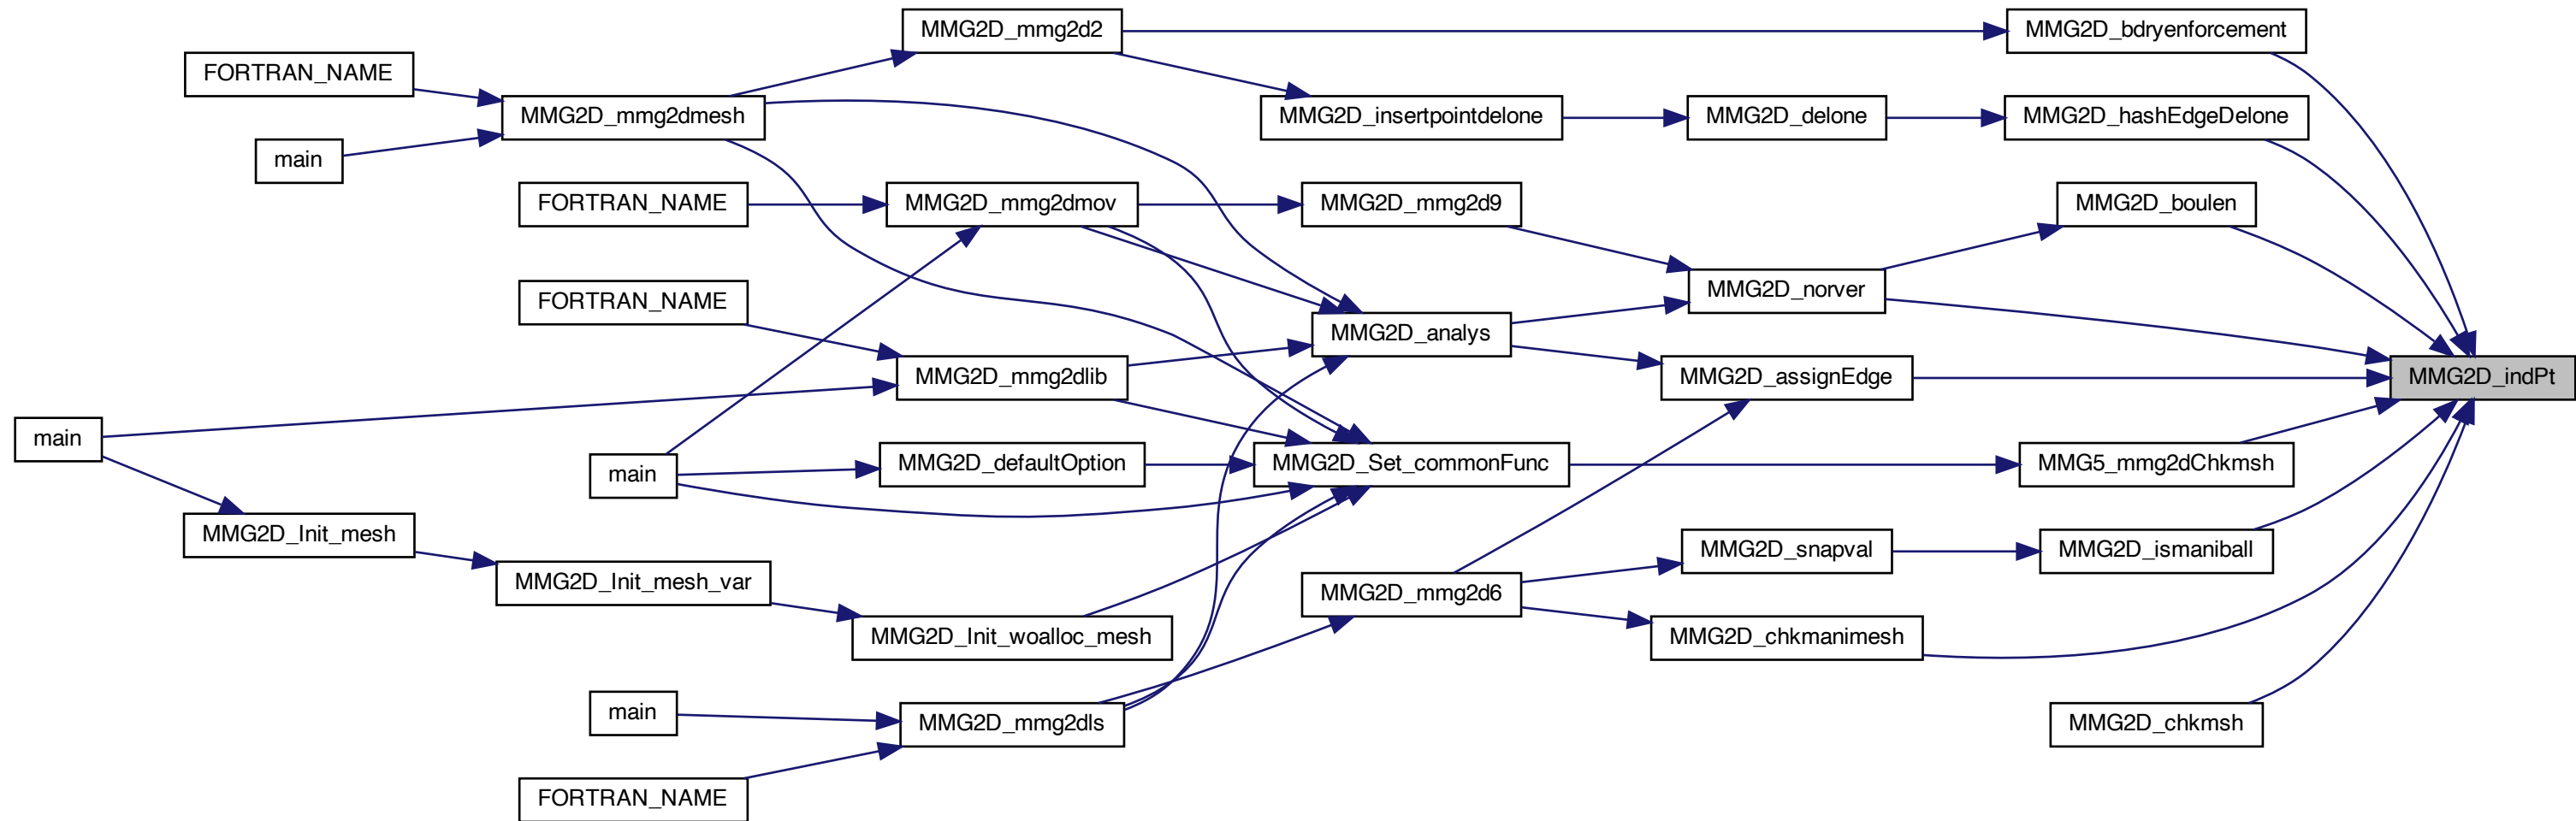 MMG2D_mmg2d2
MMG2D_bdryenforcement
FORTRAN_NAME
MMG2D_mmg2dmesh
MMG2D_insertpointdelone
MMG2D_delone
MMG2D_hashEdgeDelone
main
FORTRAN_NAME
MMG2D_mmg2dmov
MMG2D_mmg2d9
MMG2D_boulen
MMG2D_norver
FORTRAN_NAME
MMG2D_analys
MMG2D_mmg2dlib
MMG2D_assignEdge
MMG2D_indPt
main
main
MMG2D_defaultOption
MMG2D_Set_commonFunc
MMG5_mmg2dChkmsh
MMG2D_Init_mesh
MMG2D_snapval
MMG2D_ismaniball
MMG2D_Init_mesh_var
MMG2D_mmg2d6
MMG2D_Init_woalloc_mesh
MMG2D_chkmanimesh
main
MMG2D_mmg2dls
MMG2D_chkmsh
FORTRAN_NAME